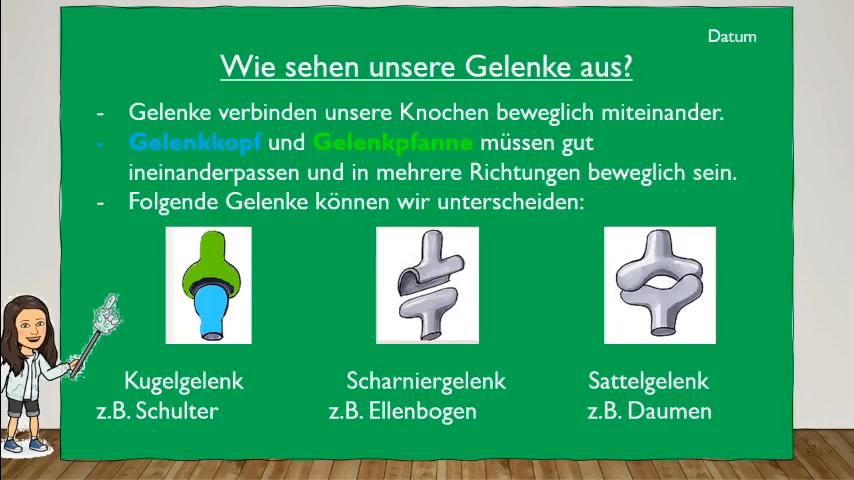 Datum
Wie sehen unsere Gelenke aus?
- Gelenke verbinden unsere Knochen beweglich miteinander.
- Gelenkkopf und Gelenkpfanne müssen gut
ineinanderpassen und in mehrere Richtungen beweglich sein.
- Folgende Gelenke können wir unterscheiden:
Kugelgelenk
z.B. Schulter
Scharniergelenk
z.B. Ellenbogen
Sattelgelenk
z.B. Daumen